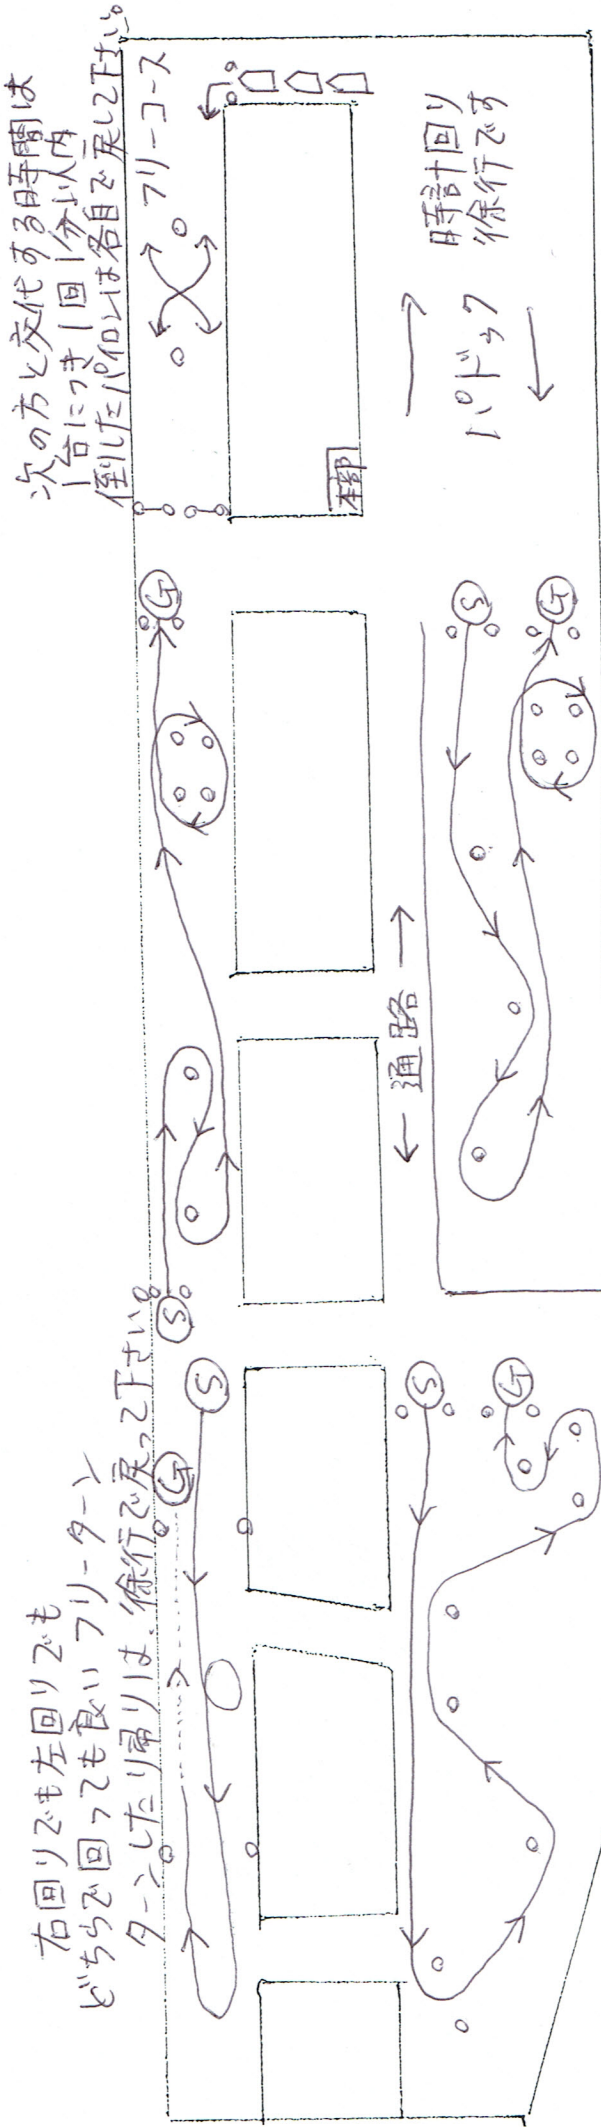 次の方と交代する時間は
1台につき1回1分以内
倒したパイロンは各自で戻して下さい。
フリーコース
本部
時計回り
徐行です
パドック
G
S
G
通路
S
右回りでも左回りでも
どちらで回っても良いフリーターン
ターンしたり帰りは、徐行で戻って下さい。
G
S
S
G